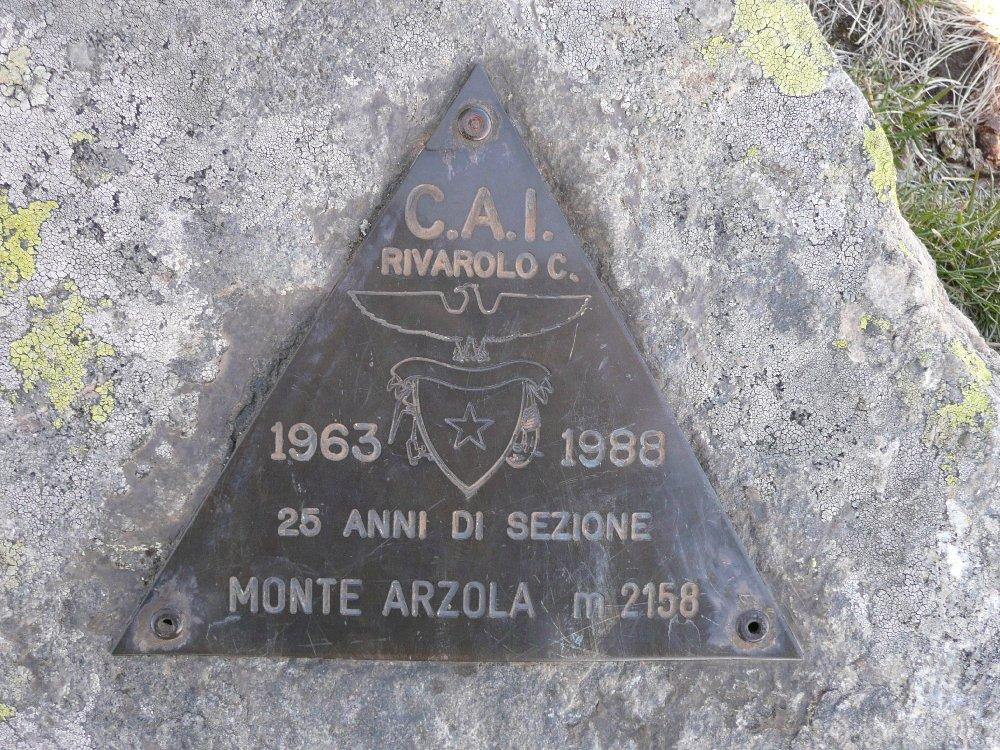 C.A.I.
RIVAROLO C.
1963 1988
25 ANNI DI SEZIONE
MONTE ARZOLA m 2158